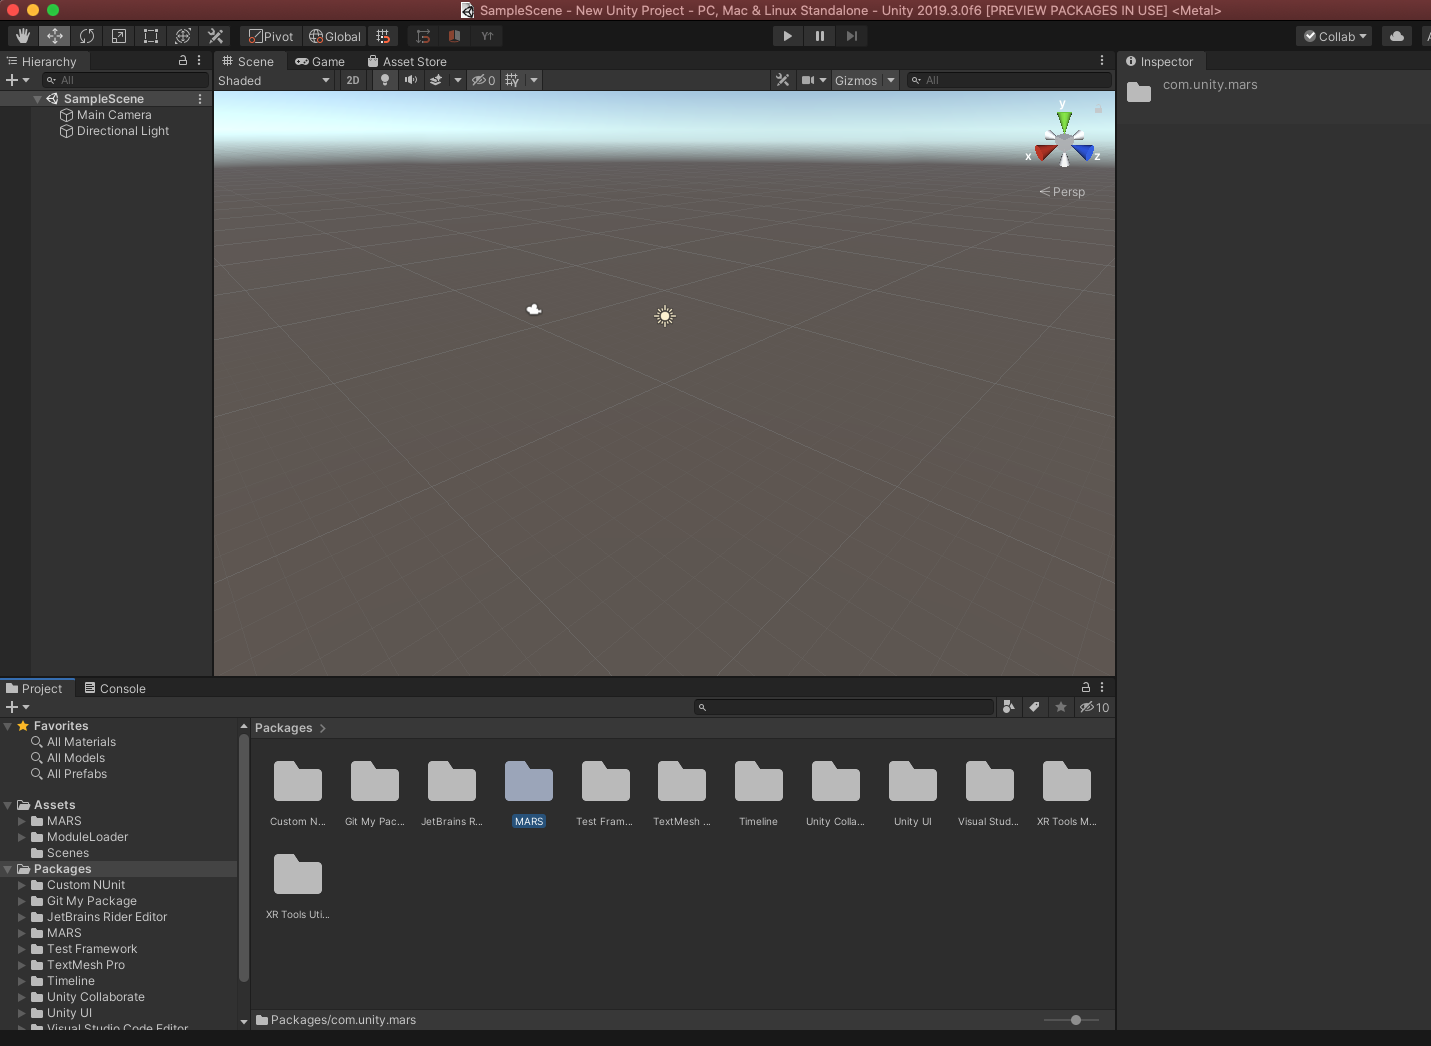 SampleScene - New Unity Project - PC, Mac & Linux Standalone - Unity 2019.3.0f6 [PREVIEW PACKAGES IN USE] <Metal>
Pivot Global Collab
Hierarchy
All
SampleScene
Main Camera
Directional Light
Scene Game Asset Store
Shaded 2D 0 Gizmos All
y
x z
Persp
Inspector
com.unity.mars
Project Console
10
Favorites
All Materials
All Models
All Prefabs
Assets
MARS
ModuleLoader
Scenes
Packages
Custom NUnit
Git My Package
JetBrains Rider Editor
MARS
Test Framework
TextMesh Pro
Timeline
Unity Collaborate
Unity UI
Visual Studio Code Editor
Packages
Custom N... Git My Pac... JetBrains R... MARS Test Fram... TextMesh ... Timeline Unity Colla... Unity UI Visual Stud... XR Tools M...
XR Tools Uti...
Packages/com.unity.mars